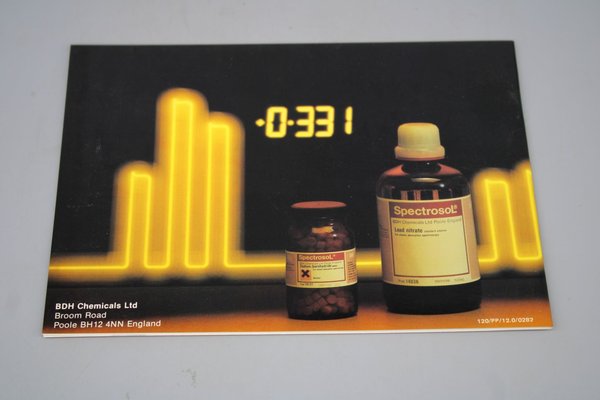 +0·331
Spectrosol®
BDH Chemicals Ltd Poole England
Lead nitrate
Spectrosol®
BDH Chemicals Ltd
Broom Road
Poole BH12 4NN England
120/PP/12.0/0282